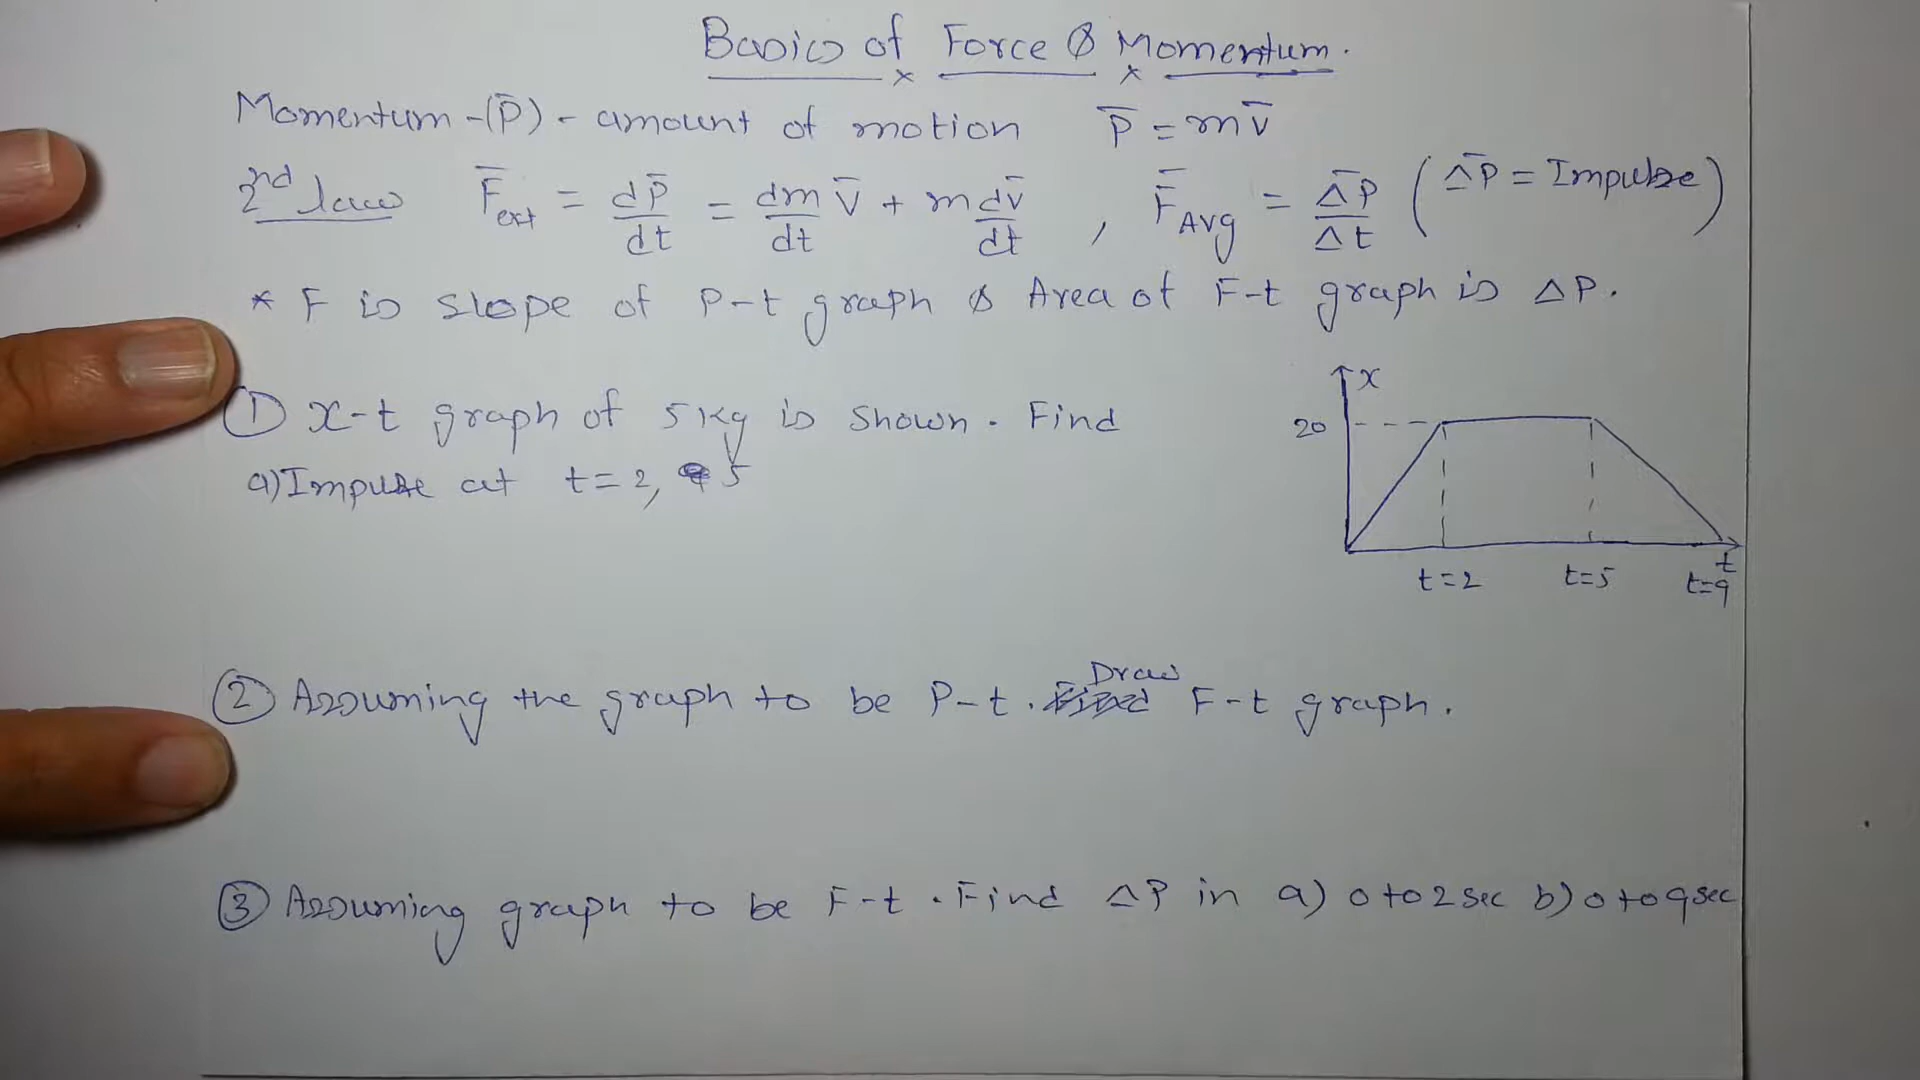 Basics of Force & Momentum.
Momentum -(P̄) - amount of motion P̄ = mv̄
2nd law F̄ext = dP̄/dt = dm/dt v̄ + m dv̄/dt , F̄Avg = ΔP̄/Δt (ΔP̄ = Impulse)
* F is slope of P-t graph & Area of F-t graph is ΔP.
① x-t graph of 5kg is shown. Find
a) Impulse at t=2, 5
x
20
t=2 t=5 t=9
t
② Assuming the graph to be P-t. Draw F-t graph.
③ Assuming graph to be F-t. Find ΔP in a) 0 to 2 sec b) 0 to 9 sec